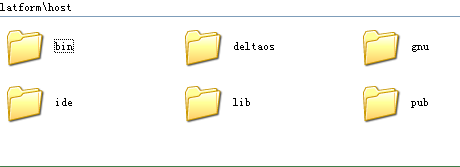 latform\host
bin deltaos gnu
ide lib pub